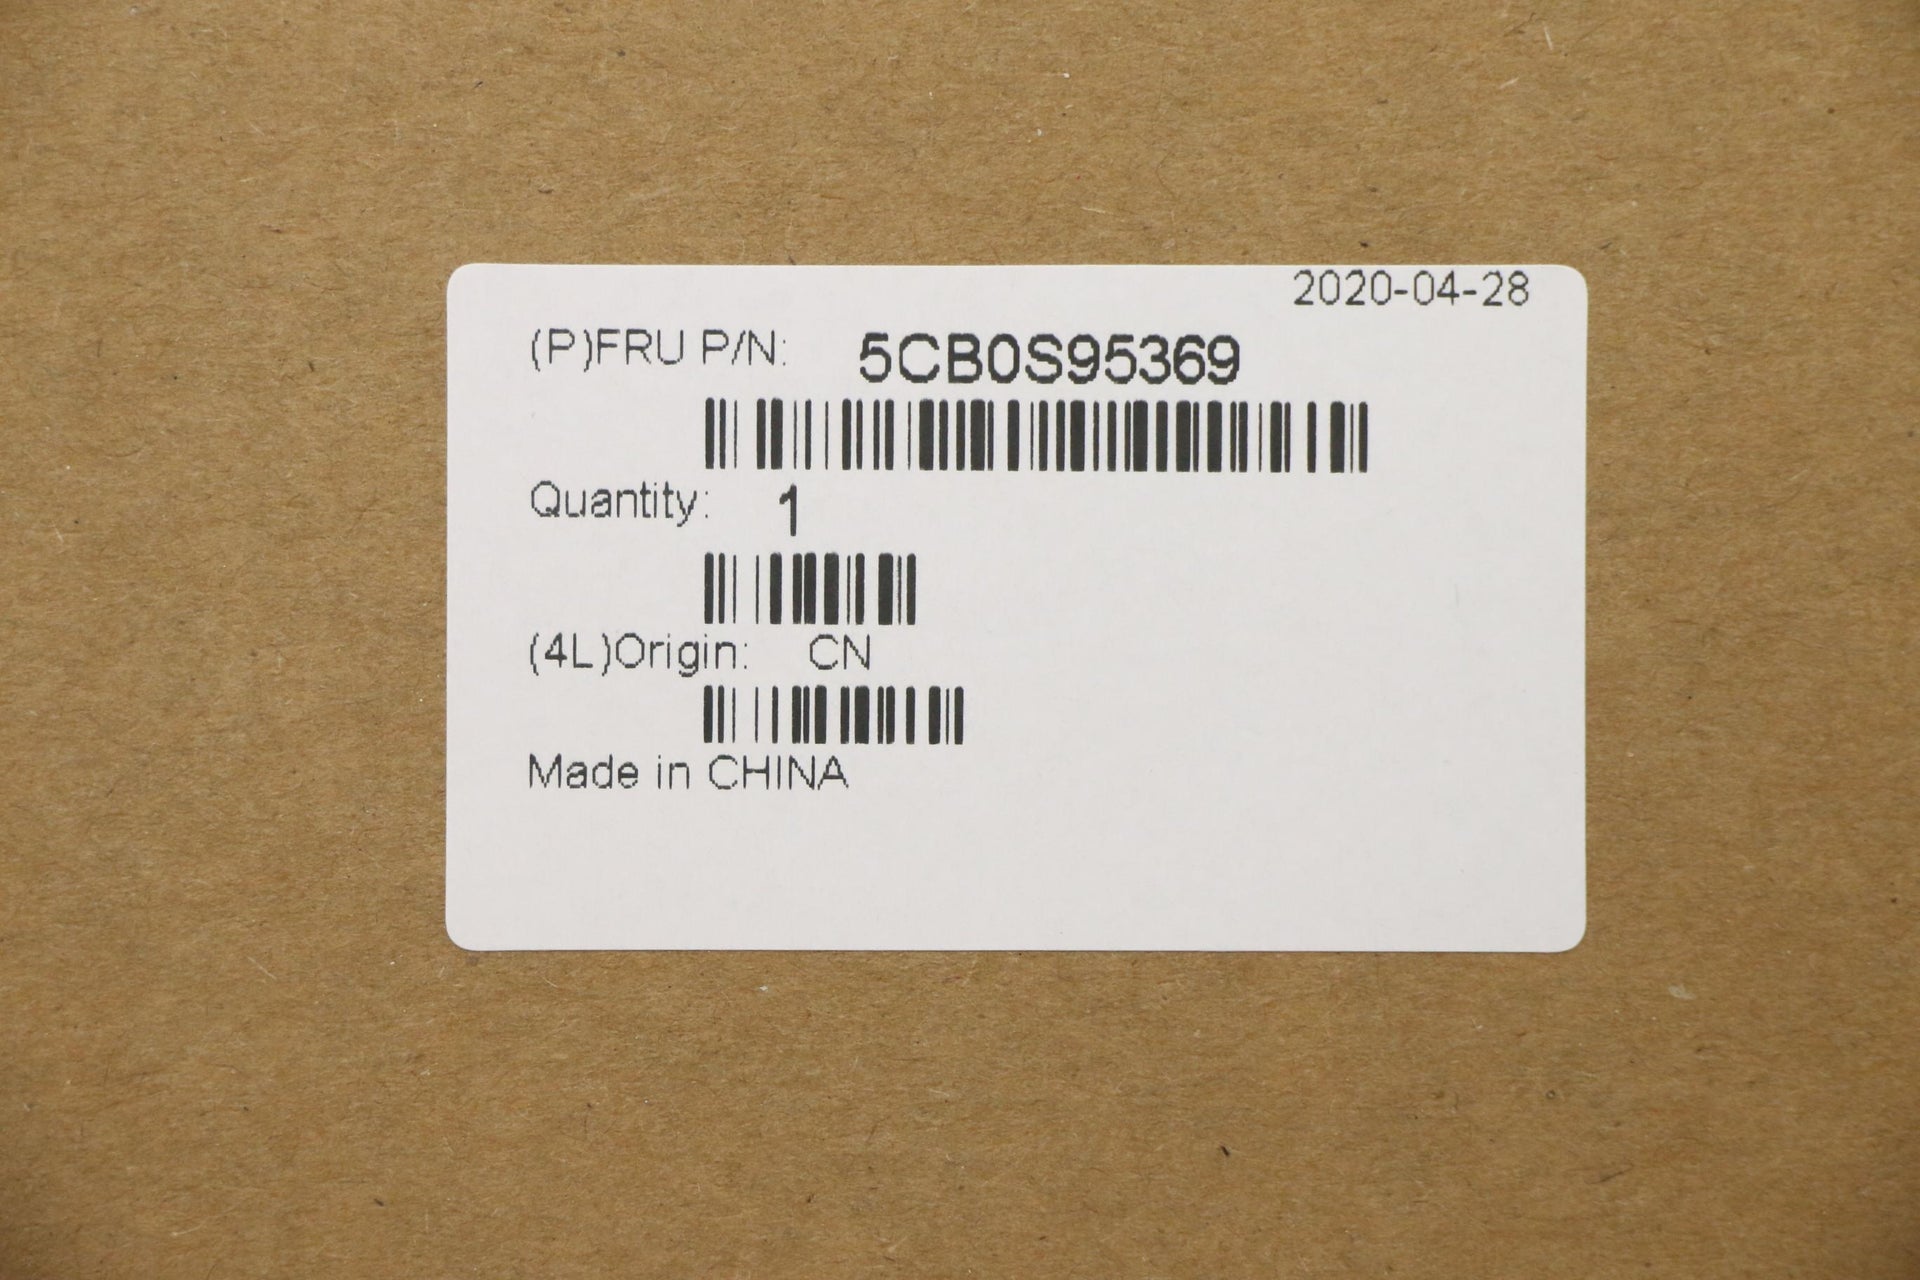 2020-04-28
(P)FRU P/N: 5CB0S95369
Quantity: 1
(4L)Origin: CN
Made in CHINA